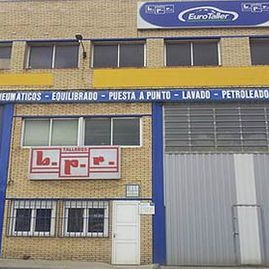 EuroTaller
NEUMATICOS - EQUILIBRADO - PUESTA A PUNTO - LAVADO - PETROLEADO
TALLERES
L.P.R.